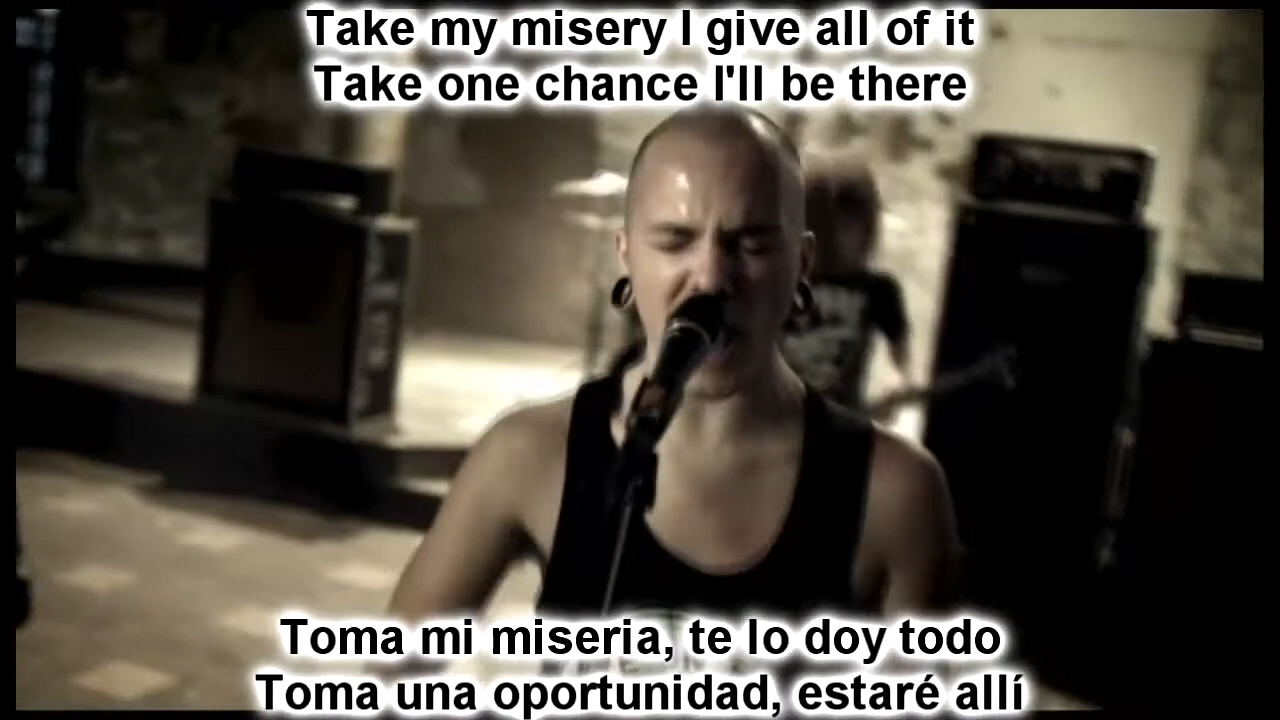 Take my misery I give all of it
Take one chance I'll be there
Toma mi miseria, te lo doy todo
Toma una oportunidad, estaré allí